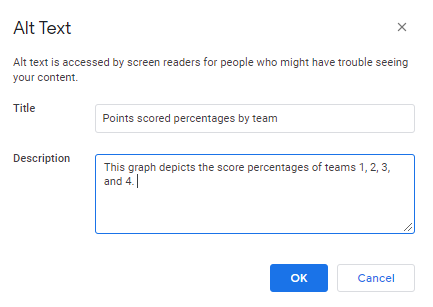 Alt Text
Alt text is accessed by screen readers for people who might have trouble seeing
your content.
Title
Points scored percentages by team
Description
This graph depicts the score percentages of teams 1, 2, 3,
and 4.
OK Cancel